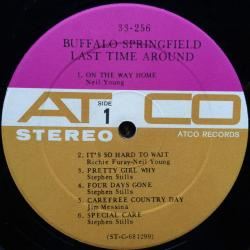 33-256
BUFFALO SPRINGFIELD
LAST TIME AROUND
1. ON THE WAY HOME
Neil Young
ATCO
SIDE
1
STEREO
ATCO RECORDS
2. IT'S SO HARD TO WAIT
Richie Furay-Neil Young
3. PRETTY GIRL WHY
Stephen Stills
4. FOUR DAYS GONE
Stephen Stills
5. CAREFREE COUNTRY DAY
Jim Messina
6. SPECIAL CARE
Stephen Stills
(ST-C-681299)